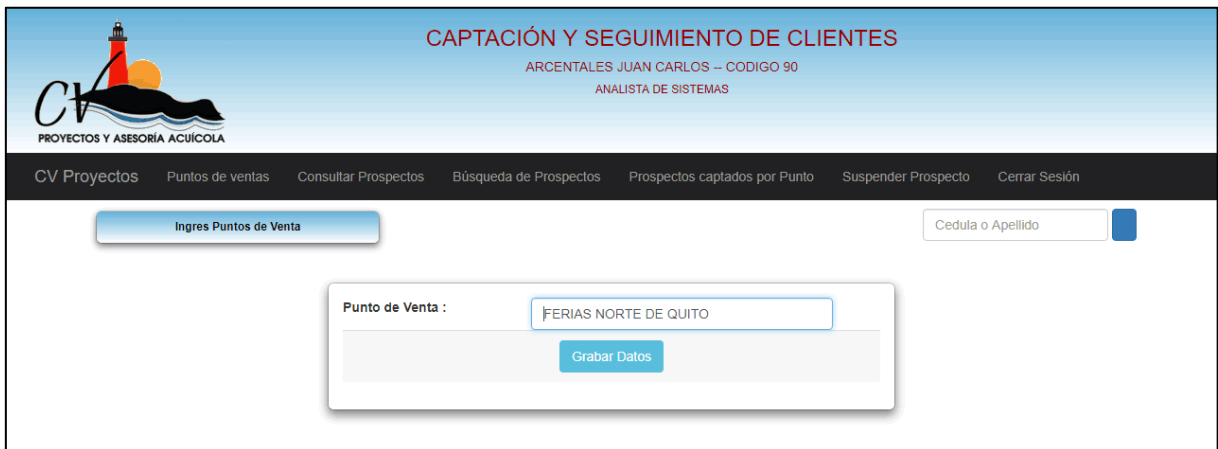 CAPTACIÓN Y SEGUIMIENTO DE CLIENTES
ARCENTALES JUAN CARLOS -- CODIGO 90
ANALISTA DE SISTEMAS
CV
PROYECTOS Y ASESORÍA ACUÍCOLA
CV Proyectos Puntos de ventas Consultar Prospectos Búsqueda de Prospectos Prospectos captados por Punto Suspender Prospecto Cerrar Sesión
Ingres Puntos de Venta Cedula o Apellido
Punto de Venta : FERIAS NORTE DE QUITO
Grabar Datos